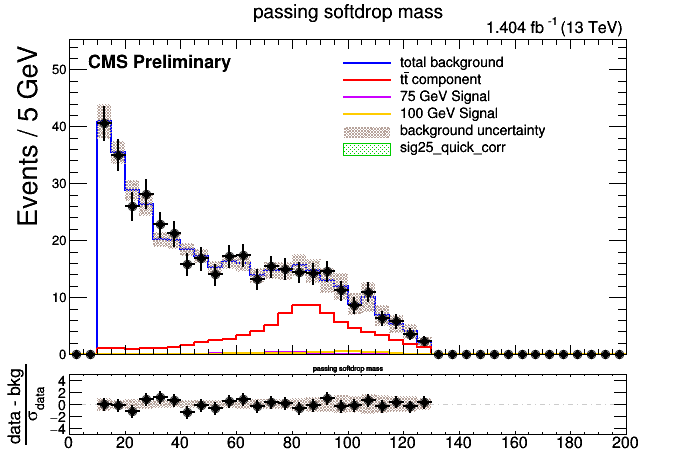 passing softdrop mass
1.404 fb⁻¹ (13 TeV)
CMS Preliminary
total background
tt̄ component
75 GeV Signal
100 GeV Signal
background uncertainty
sig25_quick_corr
Events / 5 GeV
50
40
30
20
10
0
passing softdrop mass
data - bkg
σ_data
4
2
0
−2
−4
0 20 40 60 80 100 120 140 160 180 200